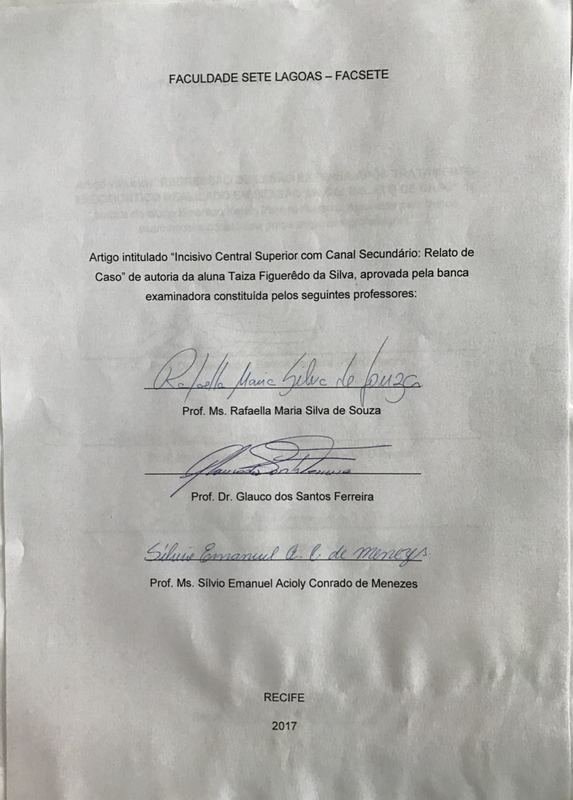 FACULDADE SETE LAGOAS – FACSETE
Artigo intitulado “Incisivo Central Superior com Canal Secundário: Relato de
Caso” de autoria da aluna Taiza Figuerêdo da Silva, aprovada pela banca
examinadora constituída pelos seguintes professores:
Rafaella Maria Silva de Souza
Prof. Ms. Rafaella Maria Silva de Souza
Prof. Dr. Glauco dos Santos Ferreira
Sílvio Emanuel A. C. de Menezes
Prof. Ms. Sílvio Emanuel Acioly Conrado de Menezes
RECIFE
2017